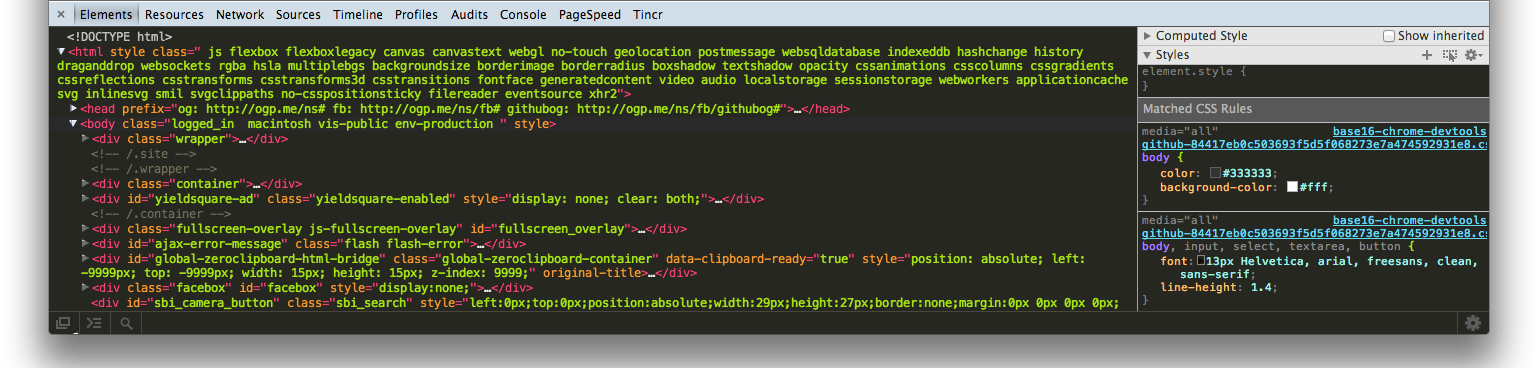 × Elements Resources Network Sources Timeline Profiles Audits Console PageSpeed Tincr
<!DOCTYPE html>
▼<html style class=" js flexbox flexboxlegacy canvas canvastext webgl no-touch geolocation postmessage websqldatabase indexeddb hashchange history
draganddrop websockets rgba hsla multiplebgs backgroundsize borderimage borderradius boxshadow textshadow opacity cssanimations csscolumns cssgradients
cssreflections csstransforms csstransforms3d csstransitions fontface generatedcontent video audio localstorage sessionstorage webworkers applicationcache
svg inlinesvg smil svgclippaths no-csspositionsticky filereader eventsource xhr2">
▶<head prefix="og: http://ogp.me/ns# fb: http://ogp.me/ns/fb# githubog: http://ogp.me/ns/fb/githubog#">…</head>
▼<body class="logged_in  macintosh vis-public env-production " style>
▶<div class="wrapper">…</div>
<!-- /.site -->
<!-- /.wrapper -->
▶<div class="container">…</div>
▶<div id="yieldsquare-ad" class="yieldsquare-enabled" style="display: none; clear: both;">…</div>
<!-- /.container -->
▶<div class="fullscreen-overlay js-fullscreen-overlay" id="fullscreen_overlay">…</div>
▶<div id="ajax-error-message" class="flash flash-error">…</div>
▶<div id="global-zeroclipboard-html-bridge" class="global-zeroclipboard-container" data-clipboard-ready="true" style="position: absolute; left:
-9999px; top: -9999px; width: 15px; height: 15px; z-index: 9999;" original-title>…</div>
▶<div class="facebox" id="facebox" style="display:none;">…</div>
<div id="sbi_camera_button" class="sbi_search" style="left:0px;top:0px;position:absolute;width:29px;height:27px;border:none;margin:0px 0px 0px 0px;
▶ Computed Style Show inherited
▼ Styles
element.style {
}
Matched CSS Rules
media="all" base16-chrome-devtools
github-84417eb0c503693f5d5f068273e7a474592931e8.cs
body {
color: #333333;
background-color: #fff;
}
media="all" base16-chrome-devtools
github-84417eb0c503693f5d5f068273e7a474592931e8.cs
body, input, select, textarea, button {
font: 13px Helvetica, arial, freesans, clean,
sans-serif;
line-height: 1.4;
}